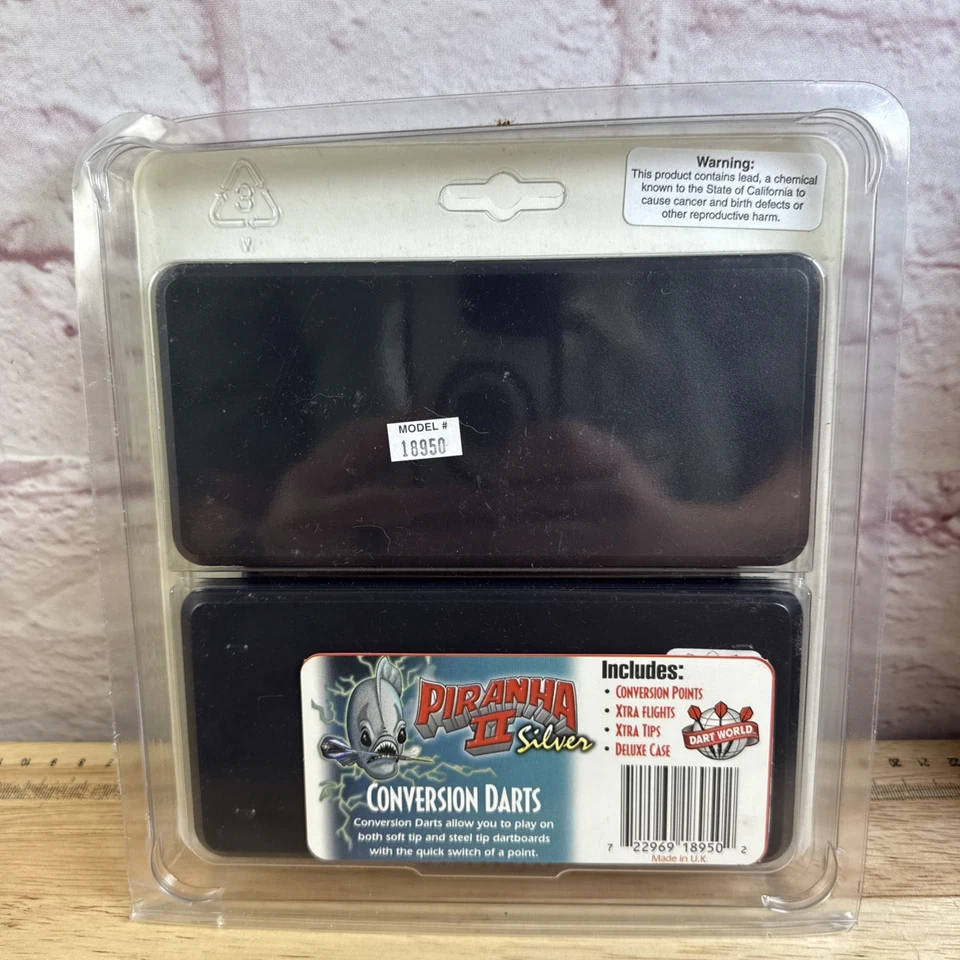 3
V
Warning:
This product contains lead, a chemical
known to the State of California to
cause cancer and birth defects or
other reproductive harm.
MODEL #
18950
PIRANHA
II
Silver
CONVERSION DARTS
Conversion Darts allow you to play on
both soft tip and steel tip dartboards
with the quick switch of a point.
Includes:
• CONVERSION POINTS
• XTRA FLIGHTS
• XTRA TIPS
• DELUXE CASE
DART WORLD
7 22969 18950 2
Made in U.K.